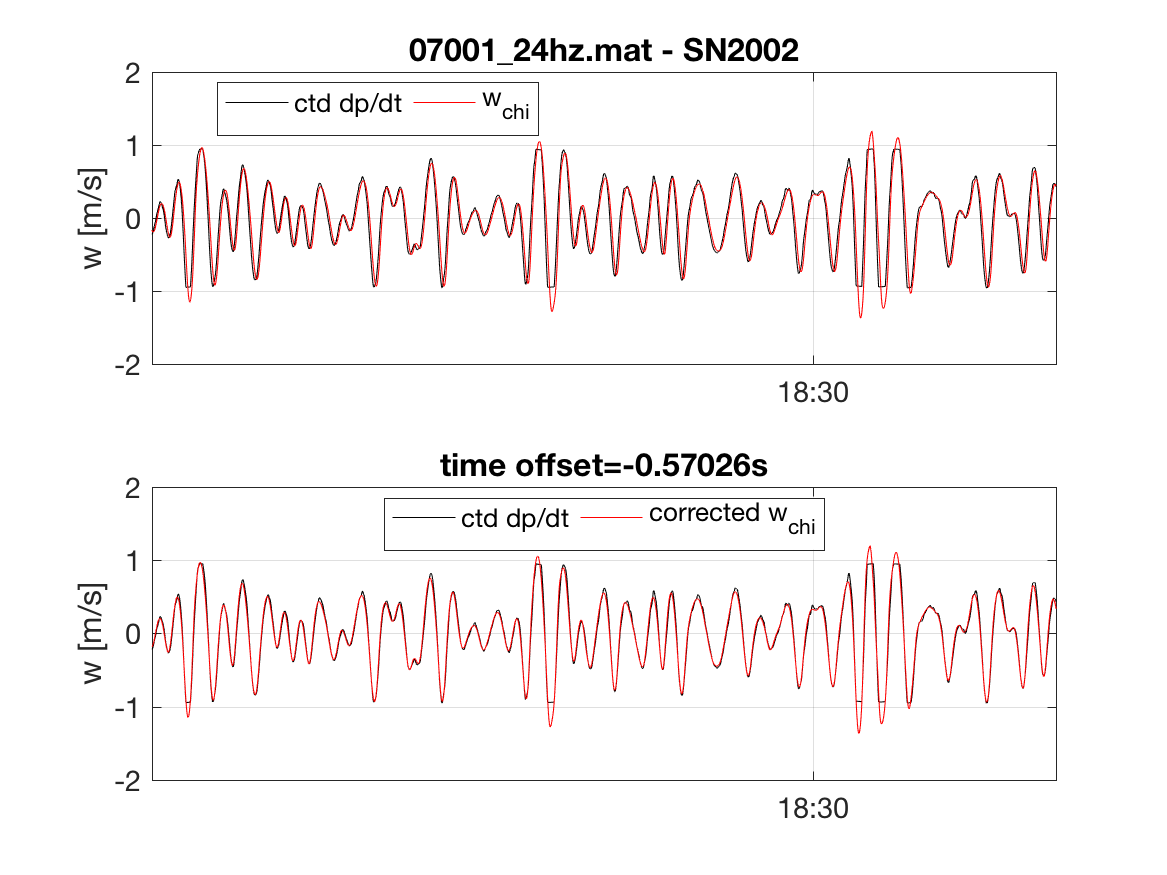 07001_24hz.mat - SN2002
2
ctd dp/dt w_chi
1
0
-1
-2
w [m/s]
18:30
time offset=-0.57026s
2
ctd dp/dt corrected w_chi
1
0
-1
-2
w [m/s]
18:30